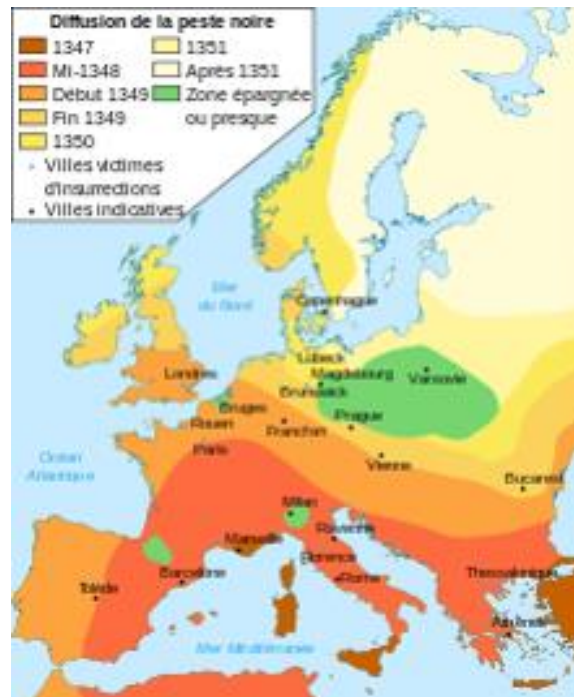 Diffusion de la peste noire
1347
Mi-1348
Début 1349
Fin 1349
1350
1351
Après 1351
Zone épargnée
ou presque
Villes victimes
d'insurrections
Villes indicatives
Mer
du Nord
Copenhague
Lübeck
Magdebourg
Varsovie
Londres
Brunswick
Bruges
Prague
Rouen
Francfort
Paris
Vienne
Océan
Atlantique
Bucarest
Milan
Ravenne
Marseille
Florence
Thessalonique
Barcelone
Rome
Tolède
Athènes
Mer Méditerranée